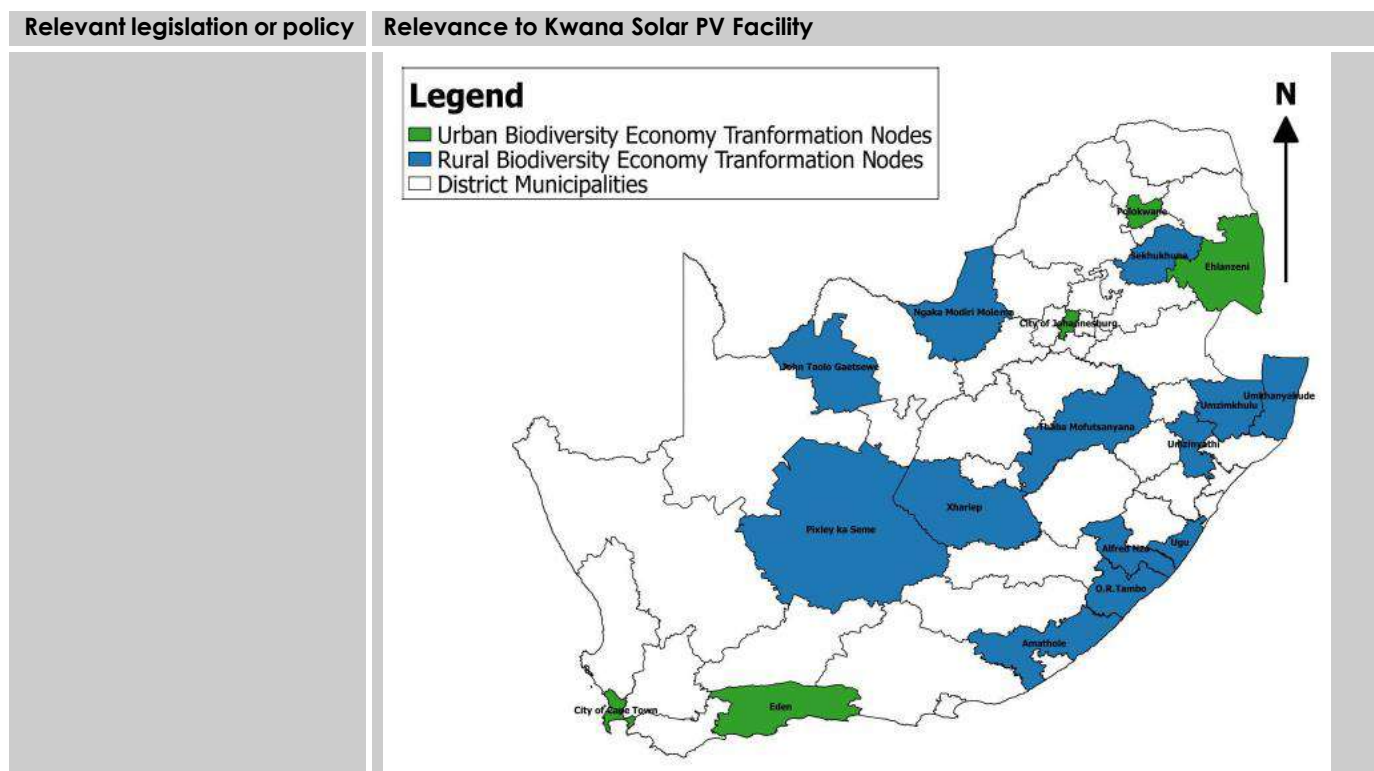 Relevant legislation or policy
Relevance to Kwana Solar PV Facility
Legend
Urban Biodiversity Economy Tranformation Nodes
Rural Biodiversity Economy Tranformation Nodes
District Municipalities
N
Polokwane
Sekhukhune
Ehlanzeni
Ngaka Modiri Molema
City of Johannesburg
John Taolo Gaetsewe
Umkhanyakude
Umzimkhulu
Thaba Mofutsanyana
Umzinyathi
Xhariep
Pixley ka Seme
Ugu
Alfred Nzo
O.R.Tambo
Amathole
Eden
City of Cape Town